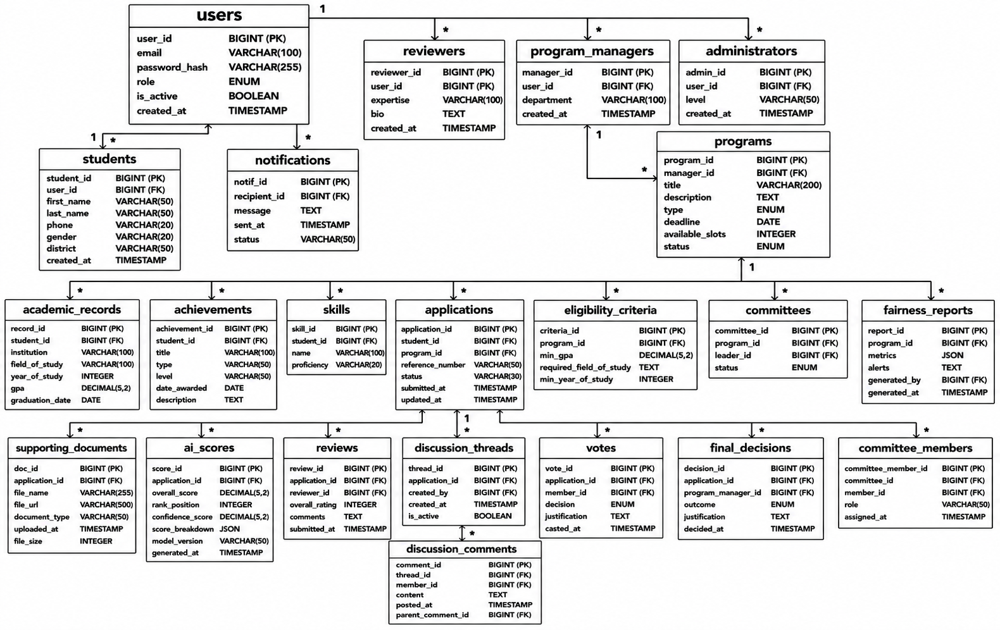 users
user_id BIGINT (PK)
email VARCHAR(100)
password_hash VARCHAR(255)
role ENUM
is_active BOOLEAN
created_at TIMESTAMP
1
*
*
*
reviewers
reviewer_id BIGINT (PK)
user_id BIGINT (FK)
expertise VARCHAR(100)
bio TEXT
created_at TIMESTAMP
program_managers
manager_id BIGINT (PK)
user_id BIGINT (FK)
department VARCHAR(100)
created_at TIMESTAMP
administrators
admin_id BIGINT (PK)
user_id BIGINT (FK)
level VARCHAR(50)
created_at TIMESTAMP
1 *
*
1
*
students
student_id BIGINT (PK)
user_id BIGINT (FK)
first_name VARCHAR(50)
last_name VARCHAR(50)
phone VARCHAR(20)
gender VARCHAR(20)
district VARCHAR(50)
created_at TIMESTAMP
notifications
notif_id BIGINT (PK)
recipient_id BIGINT (FK)
message TEXT
sent_at TIMESTAMP
status VARCHAR(50)
programs
program_id BIGINT (PK)
manager_id BIGINT (FK)
title VARCHAR(200)
description TEXT
type ENUM
deadline DATE
available_slots INTEGER
status ENUM
1
*
*
*
*
*
*
*
academic_records
record_id BIGINT (PK)
student_id BIGINT (FK)
institution VARCHAR(100)
field_of_study VARCHAR(100)
year_of_study INTEGER
gpa DECIMAL(5,2)
graduation_date DATE
achievements
achievement_id BIGINT (PK)
student_id BIGINT (FK)
title VARCHAR(100)
type VARCHAR(50)
level VARCHAR(50)
date_awarded DATE
description TEXT
skills
skill_id BIGINT (PK)
student_id BIGINT (FK)
name VARCHAR(100)
proficiency VARCHAR(20)
applications
application_id BIGINT (PK)
student_id BIGINT (FK)
program_id BIGINT (FK)
reference_number VARCHAR(50)
status VARCHAR(30)
submitted_at TIMESTAMP
updated_at TIMESTAMP
eligibility_criteria
criteria_id BIGINT (PK)
program_id BIGINT (FK)
min_gpa DECIMAL(5,2)
required_field_of_study TEXT
min_year_of_study INTEGER
committees
committee_id BIGINT (PK)
program_id BIGINT (FK)
leader_id BIGINT (FK)
status ENUM
fairness_reports
report_id BIGINT (PK)
program_id BIGINT (FK)
metrics JSON
alerts TEXT
generated_by BIGINT (FK)
generated_at TIMESTAMP
1
*
*
*
*
*
*
*
supporting_documents
doc_id BIGINT (PK)
application_id BIGINT (FK)
file_name VARCHAR(255)
file_url VARCHAR(500)
document_type VARCHAR(50)
uploaded_at TIMESTAMP
file_size INTEGER
ai_scores
score_id BIGINT (PK)
application_id BIGINT (FK)
overall_score DECIMAL(5,2)
rank_position INTEGER
confidence_score DECIMAL(5,2)
score_breakdown JSON
model_version VARCHAR(50)
generated_at TIMESTAMP
reviews
review_id BIGINT (PK)
application_id BIGINT (FK)
reviewer_id BIGINT (FK)
overall_rating INTEGER
comments TEXT
submitted_at TIMESTAMP
discussion_threads
thread_id BIGINT (PK)
application_id BIGINT (FK)
created_by BIGINT (FK)
created_at TIMESTAMP
is_active BOOLEAN
votes
vote_id BIGINT (PK)
application_id BIGINT (FK)
member_id BIGINT (FK)
decision ENUM
justification TEXT
casted_at TIMESTAMP
final_decisions
decision_id BIGINT (PK)
application_id BIGINT (FK)
program_manager_id BIGINT (FK)
outcome ENUM
justification TEXT
decided_at TIMESTAMP
committee_members
committee_member_id BIGINT (PK)
committee_id BIGINT (FK)
member_id BIGINT (FK)
role VARCHAR(50)
assigned_at TIMESTAMP
*
discussion_comments
comment_id BIGINT (PK)
thread_id BIGINT (FK)
member_id BIGINT (FK)
content TEXT
posted_at TIMESTAMP
parent_comment_id BIGINT (FK)